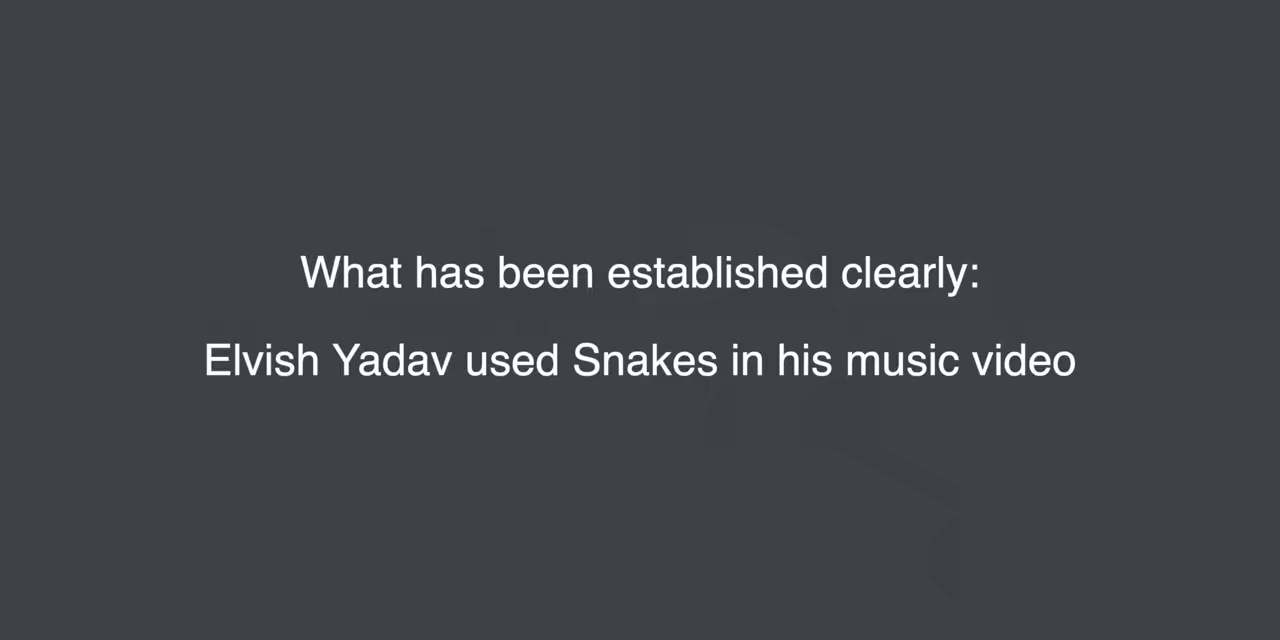 What has been established clearly:
Elvish Yadav used Snakes in his music video